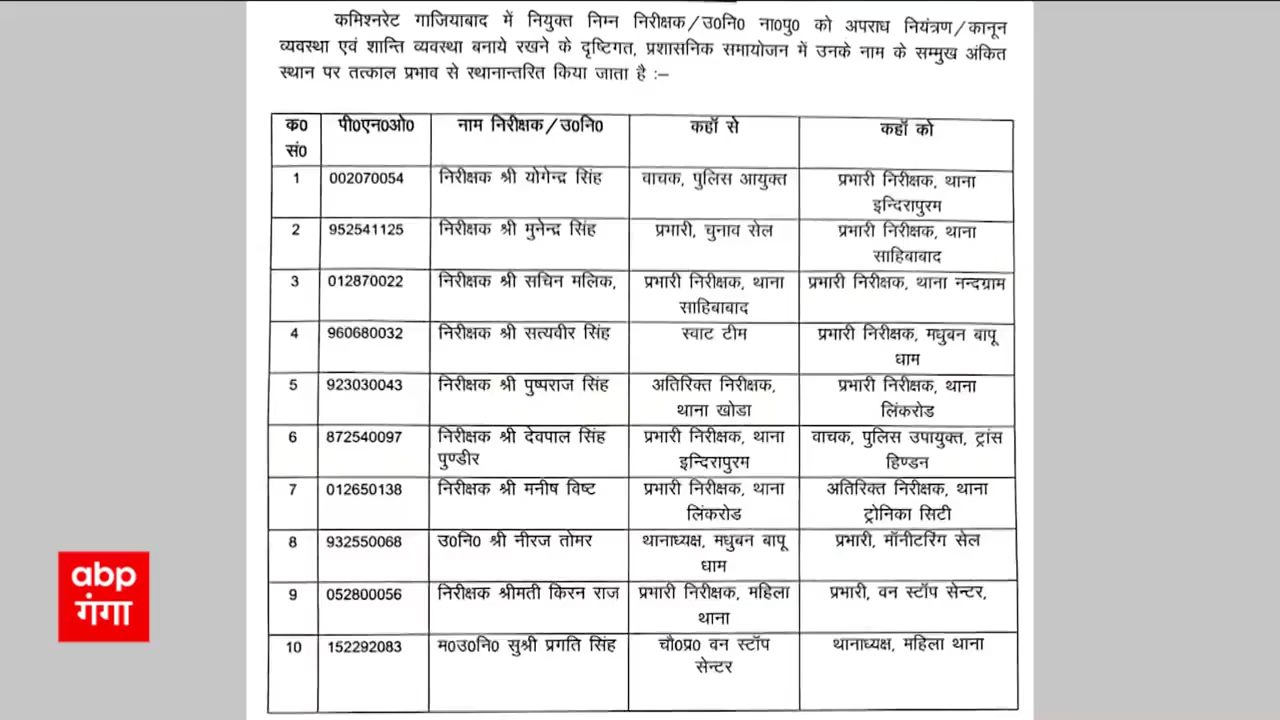 कमिश्नरेट गाजियाबाद में नियुक्त निम्न निरीक्षक/उ0नि0 ना0पु0 को अपराध नियंत्रण/कानून
व्यवस्था एवं शान्ति व्यवस्था बनाये रखने के दृष्टिगत, प्रशासनिक समायोजन में उनके नाम के सम्मुख अंकित
स्थान पर तत्काल प्रभाव से स्थानान्तरित किया जाता है :–
क0 सं0 पी0एन0ओ0 नाम निरीक्षक/उ0नि0 कहॉ से कहॉ को
1 002070054 निरीक्षक श्री योगेन्द्र सिंह वाचक, पुलिस आयुक्त प्रभारी निरीक्षक, थाना
इन्दिरापुरम
2 952541125 निरीक्षक श्री मुनेन्द्र सिंह प्रभारी, चुनाव सेल प्रभारी निरीक्षक, थाना
साहिबाबाद
3 012870022 निरीक्षक श्री सचिन मलिक, प्रभारी निरीक्षक, थाना प्रभारी निरीक्षक, थाना नन्दग्राम
साहिबाबाद
4 960680032 निरीक्षक श्री सत्यवीर सिंह स्वाट टीम प्रभारी निरीक्षक, मधुबन बापू
धाम
5 923030043 निरीक्षक श्री पुष्पराज सिंह अतिरिक्त निरीक्षक, प्रभारी निरीक्षक, थाना
थाना खोडा लिंकरोड
6 872540097 निरीक्षक श्री देवपाल सिंह प्रभारी निरीक्षक, थाना वाचक, पुलिस उपायुक्त, ट्रांस
पुण्डीर इन्दिरापुरम हिण्डन
7 012650138 निरीक्षक श्री मनीष विष्ट प्रभारी निरीक्षक, थाना अतिरिक्त निरीक्षक, थाना
लिंकरोड ट्रोनिका सिटी
8 932550068 उ0नि0 श्री नीरज तोमर थानाध्यक्ष, मधुबन बापू प्रभारी, मॉनीटरिंग सेल
धाम
9 052800056 निरीक्षक श्रीमती किरन राज प्रभारी निरीक्षक, महिला प्रभारी, वन स्टॉप सेन्टर,
थाना
10 152292083 म0उ0नि0 सुश्री प्रगति सिंह चौ0प्र0 वन स्टॉप थानाध्यक्ष, महिला थाना
सेन्टर
abp
गंगा